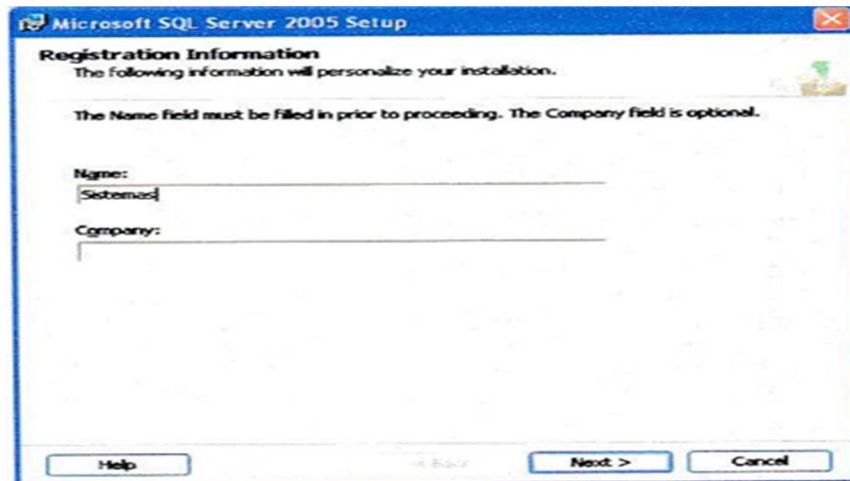 Microsoft SQL Server 2005 Setup
Registration Information
The following information will personalize your installation.
The Name field must be filled in prior to proceeding. The Company field is optional.
Name:
Sistemas
Company:
Help
< Back
Next >
Cancel